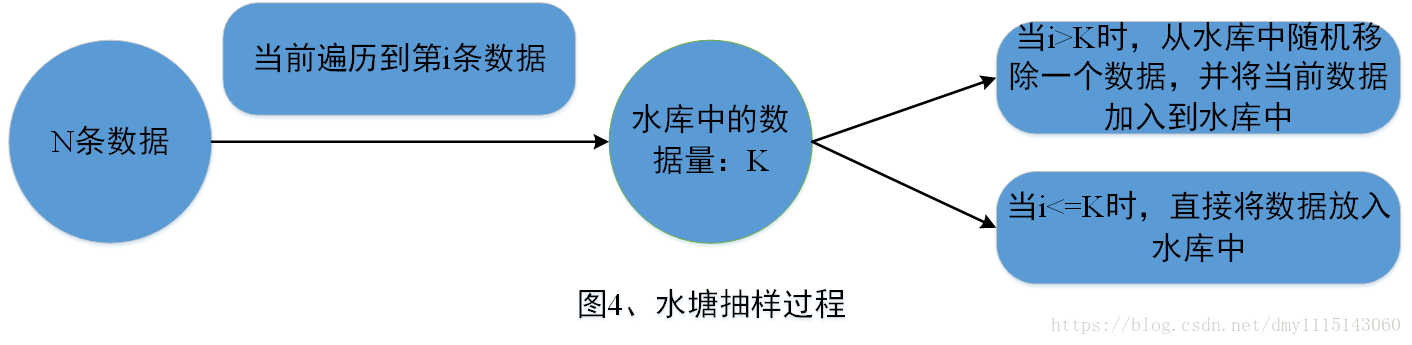 N条数据
当前遍历到第i条数据
水库中的数
据量：K
当i>K时，从水库中随机移
除一个数据，并将当前数据
加入到水库中
当i<=K时，直接将数据放入
水库中
图4、水塘抽样过程
https://blog.csdn.net/dmy1115143060